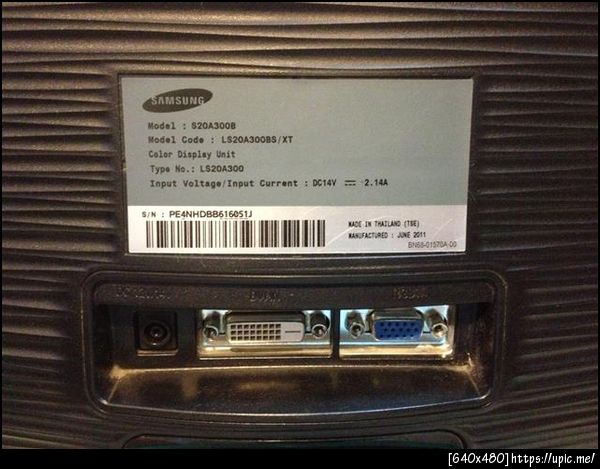 SAMSUNG
Model : S20A300B
Model Code : LS20A300BS/XT
Color Display Unit
Type No.: LS20A300
Input Voltage/Input Current : DC14V ⎓ 2.14A
S/N : PE4NHDBB616051J
MADE IN THAILAND (TSE)
MANUFACTURED : JUNE 2011
BN68-01570A-00
[640x480]https://upic.me/